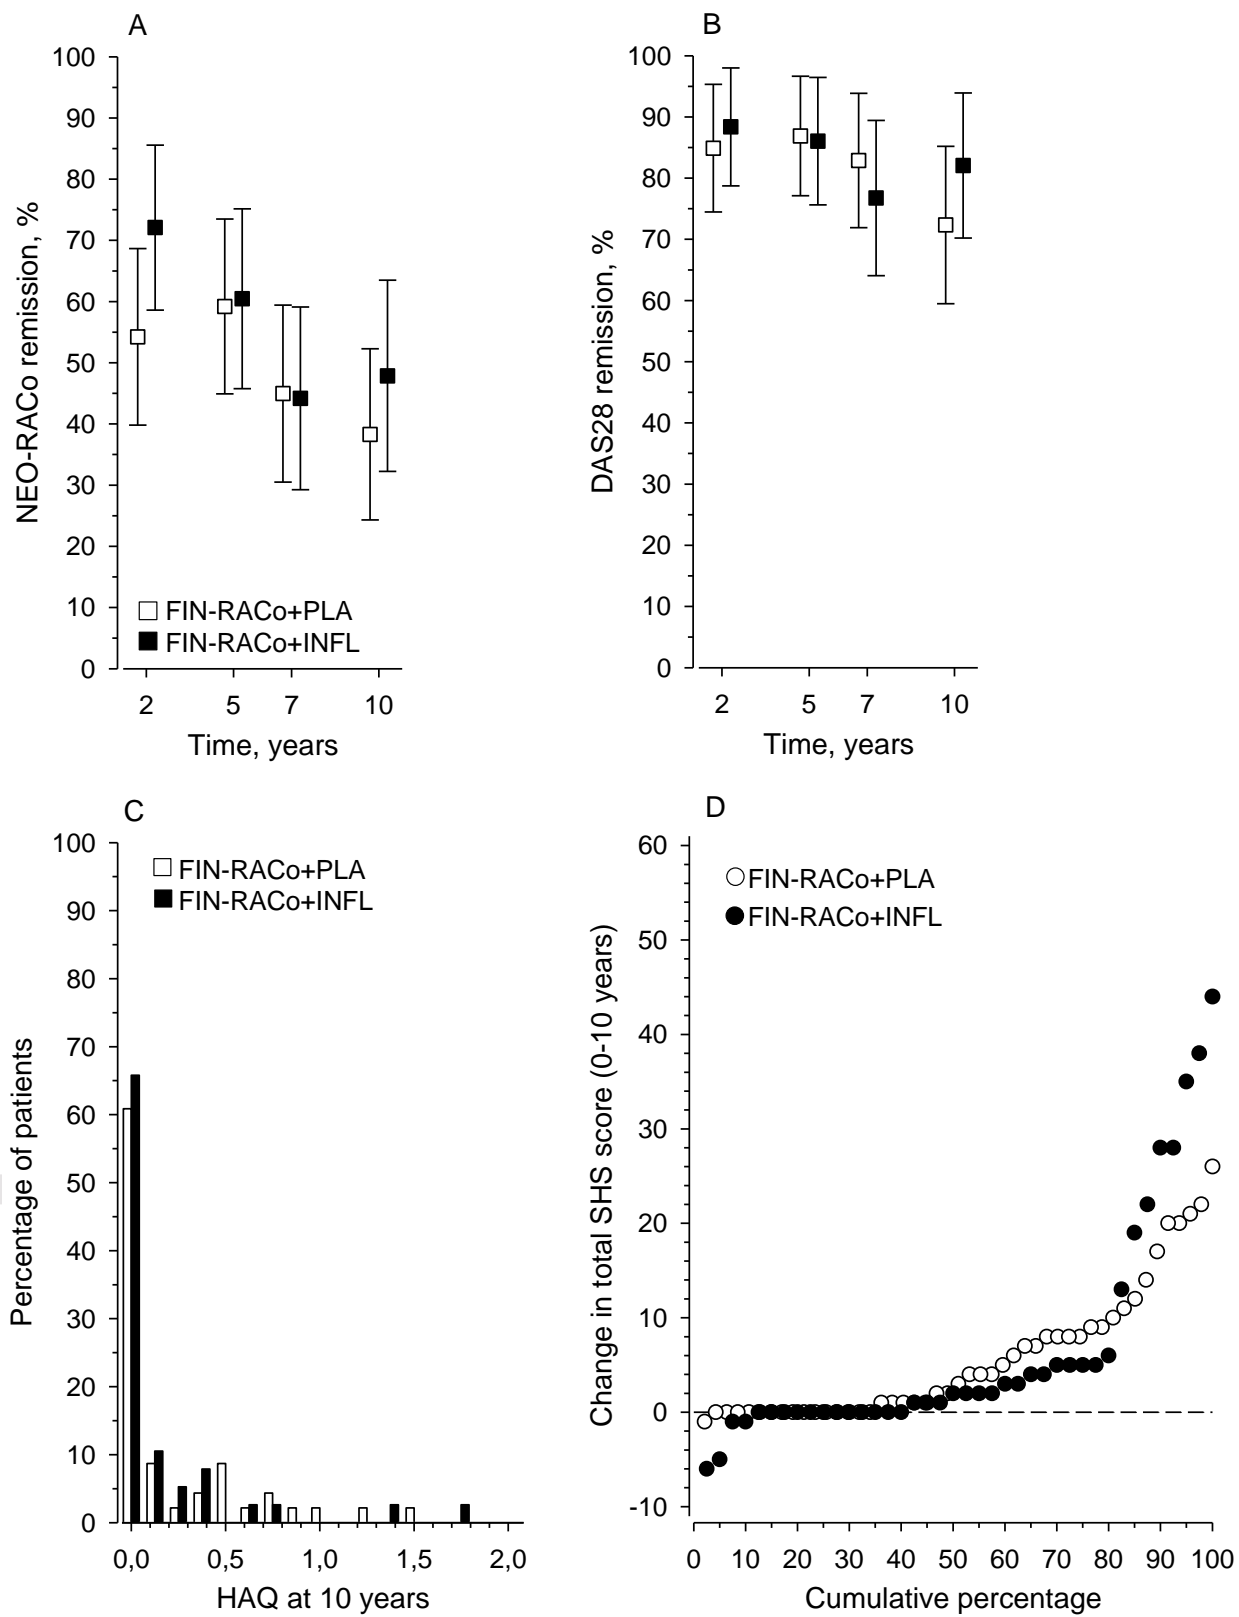 A
100
90
80
70
60
50
40
30
20
10
0
NEO-RACo remission, %
FIN-RACo+PLA
FIN-RACo+INFL
2 5 7 10
Time, years
B
100
90
80
70
60
50
40
30
20
10
0
DAS28 remission, %
2 5 7 10
Time, years
C
100
90
80
70
60
50
40
30
20
10
0
Percentage of patients
FIN-RACo+PLA
FIN-RACo+INFL
0,0 0,5 1,0 1,5 2,0
HAQ at 10 years
D
60
50
40
30
20
10
0
-10
Change in total SHS score (0-10 years)
FIN-RACo+PLA
FIN-RACo+INFL
0 10 20 30 40 50 60 70 80 90 100
Cumulative percentage